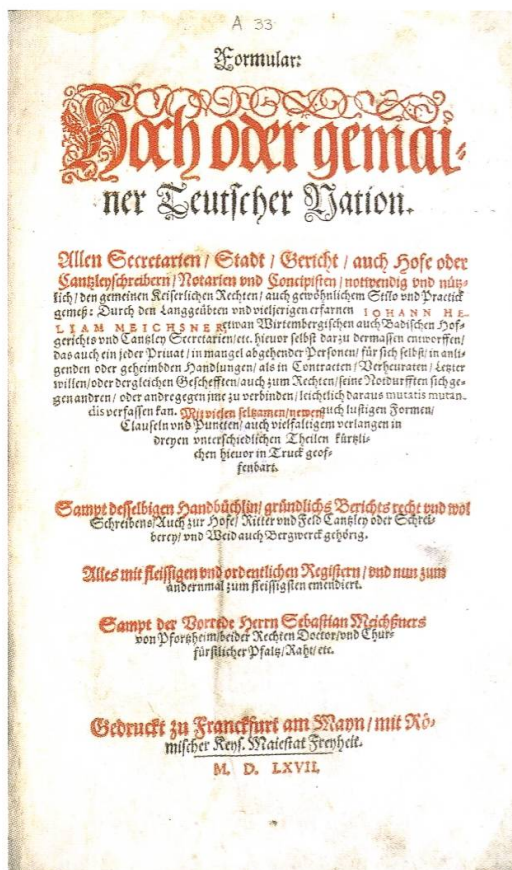 A 33
Formular:
Hoch oder gemai-
ner Teutscher Nation.
Allen Secretarien / Stadt / Gericht / auch Hofe oder
Cantzleyschreibern / Notarien vnd Concipisten / notwendig vnd nütz-
lich / den gemeinen Keiserlichen Rechten / auch gewöhnlichem Stilo vnd Practick
gemeß: Durch den Langgeübten vnd vieljerigen erfarnen IOHANN HE-
LIAM MEICHSNER, etwan Wirtembergischen auch Badischen Hof-
gerichts vnd Cantzley Secretarien / etc. hieuor selbst darzu dermassen entworffen /
das auch ein jeder Priuat / in mangel abgehender Personen / für sich selbst / in anli-
genden oder geheimbden Handlungen / als in Contracten / Verheuraten / Letzter
willen / oder dergleichen Geschefften / auch zum Rechten / seine Notdurfften sich ge-
gen andren / oder andre gegen jme zu verbinden / leichtlich daraus mutatis mutan-
dis verfassen kan. Mit vielen seltzamen / newen / auch lustigen Formen /
Clauseln vnd Puncten / auch vielfaltigem verlangen in
dreyen vnterschiedlichen Theilen kürtzli-
chen hieuor in Truck geof-
fenbart.
Sampt desselbigen Handbüchlin / gründlichs Berichts recht vnd wol
Schreibens / Auch zur Hofe / Ritter vnd Feld Cantzley oder Schrei-
berey / vnd Weid auch Bergwerck gehörig.
Alles mit fleissigen vnd ordentlichen Registern / vnd nun zum
andernmal zum fleissigsten emendiert.
Sampt der Vorrede Herrn Sebastian Meichßners
von Pfortzheim / beider Rechten Doctor / vnd Chur-
fürstlicher Pfaltz / Raht / etc.
Gedruckt zu Franckfurt am Mayn / mit Rö-
mischer Keys. Maiestat Freyheit.
M. D. LXVII.